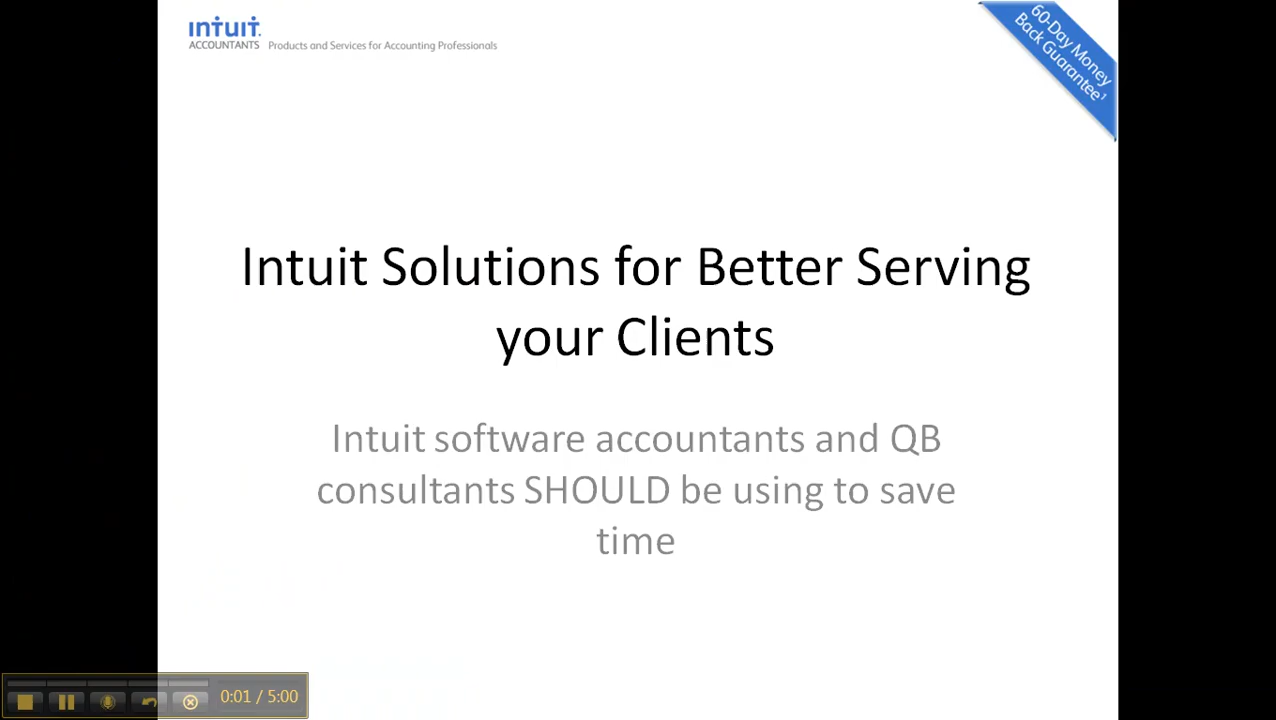 intuit.
ACCOUNTANTS Products and Services for Accounting Professionals
60-Day Money
Back Guarantee¹
Intuit Solutions for Better Serving
your Clients
Intuit software accountants and QB
consultants SHOULD be using to save
time
0:01 / 5:00